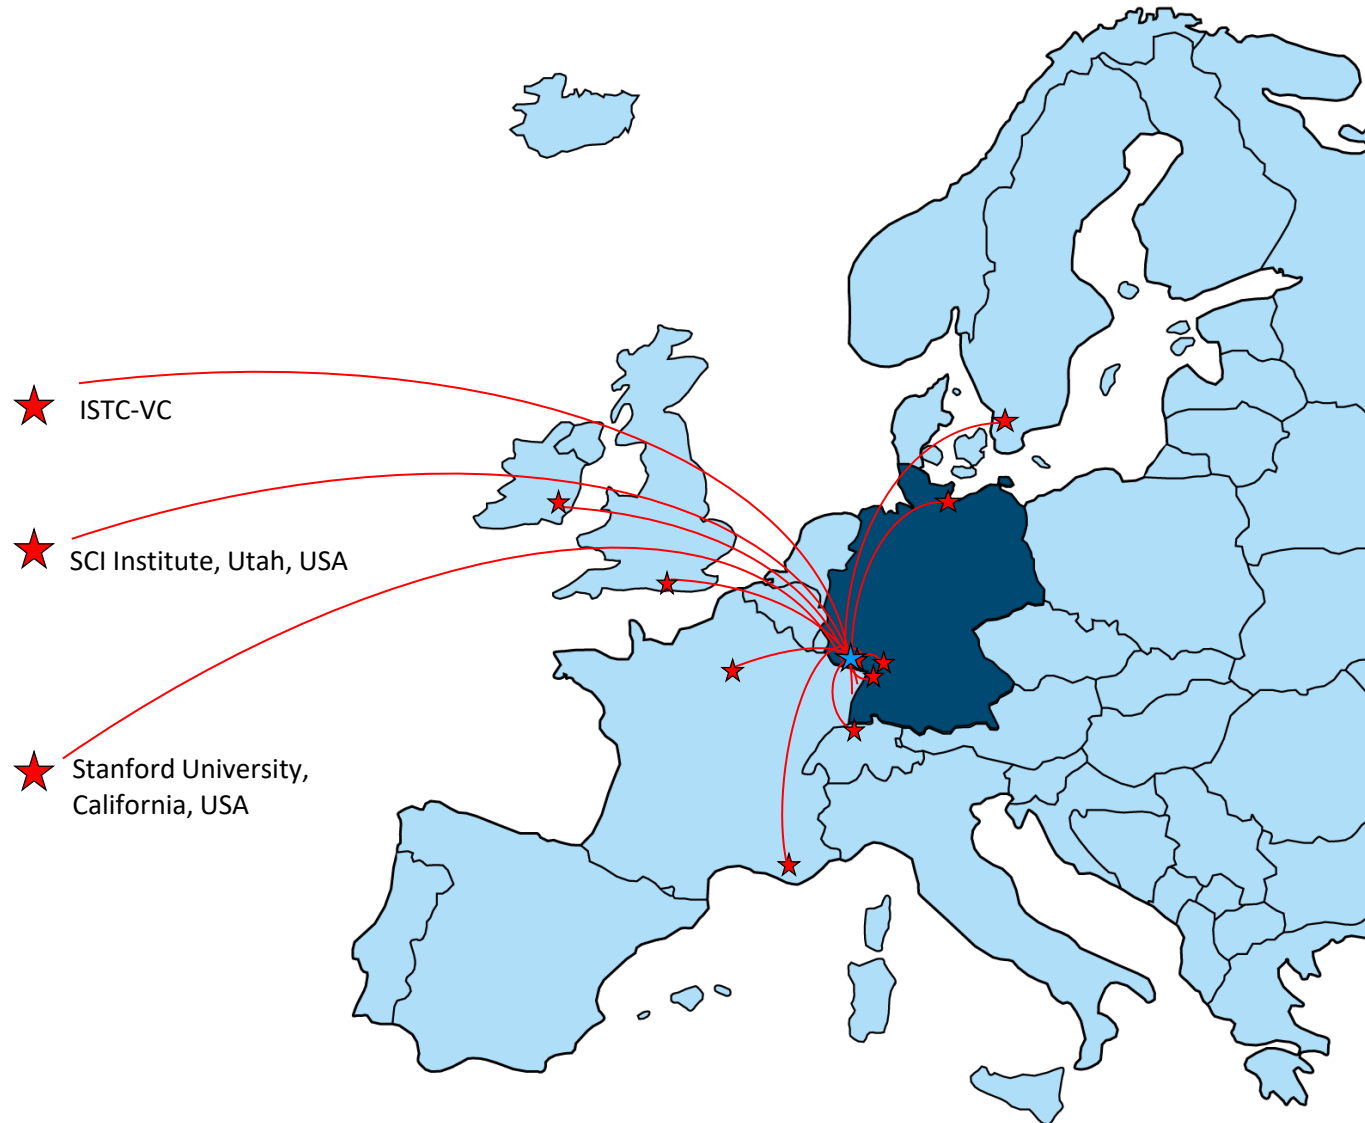 ISTC-VC
SCI Institute, Utah, USA
Stanford University,
California, USA